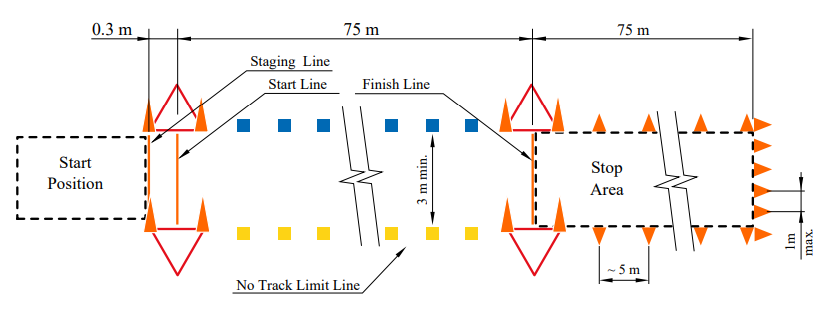 0.3 m
75 m
75 m
Staging Line
Start Line
Finish Line
Start
Position
3 m min.
Stop
Area
1m
max.
~ 5 m
No Track Limit Line